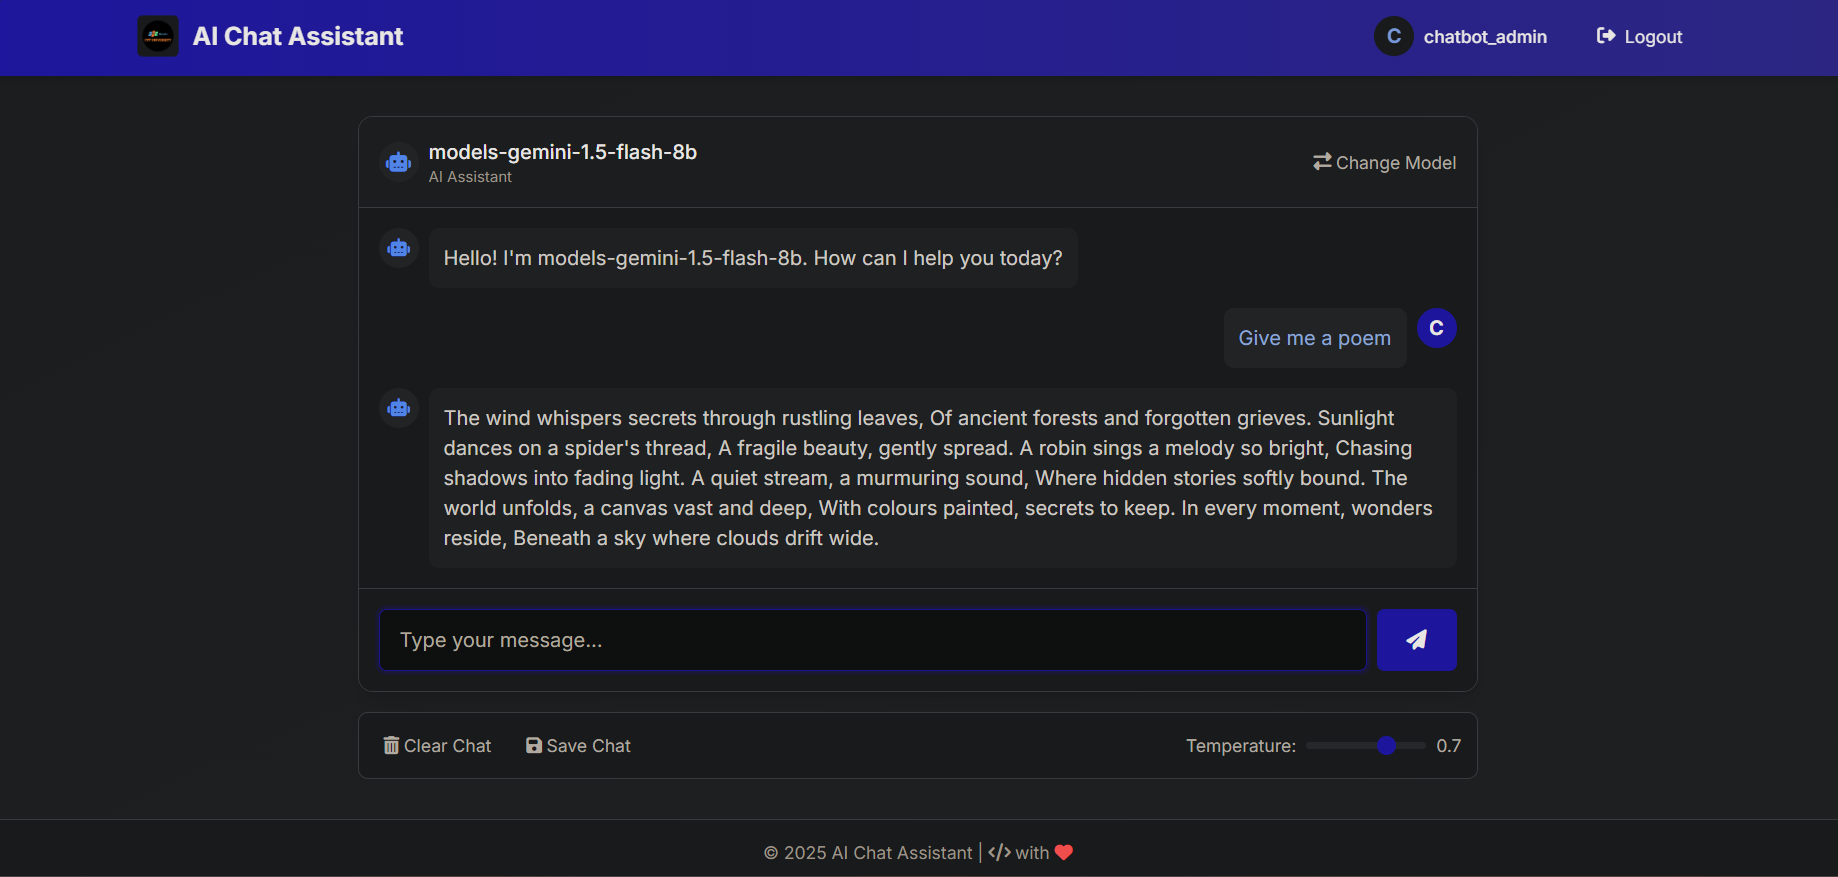 AI Chat Assistant
C chatbot_admin
Logout
models-gemini-1.5-flash-8b
AI Assistant
Change Model
Hello! I'm models-gemini-1.5-flash-8b. How can I help you today?
Give me a poem
C
The wind whispers secrets through rustling leaves, Of ancient forests and forgotten grieves. Sunlight
dances on a spider's thread, A fragile beauty, gently spread. A robin sings a melody so bright, Chasing
shadows into fading light. A quiet stream, a murmuring sound, Where hidden stories softly bound. The
world unfolds, a canvas vast and deep, With colours painted, secrets to keep. In every moment, wonders
reside, Beneath a sky where clouds drift wide.
Type your message...
Clear Chat
Save Chat
Temperature: 0.7
© 2025 AI Chat Assistant | </> with